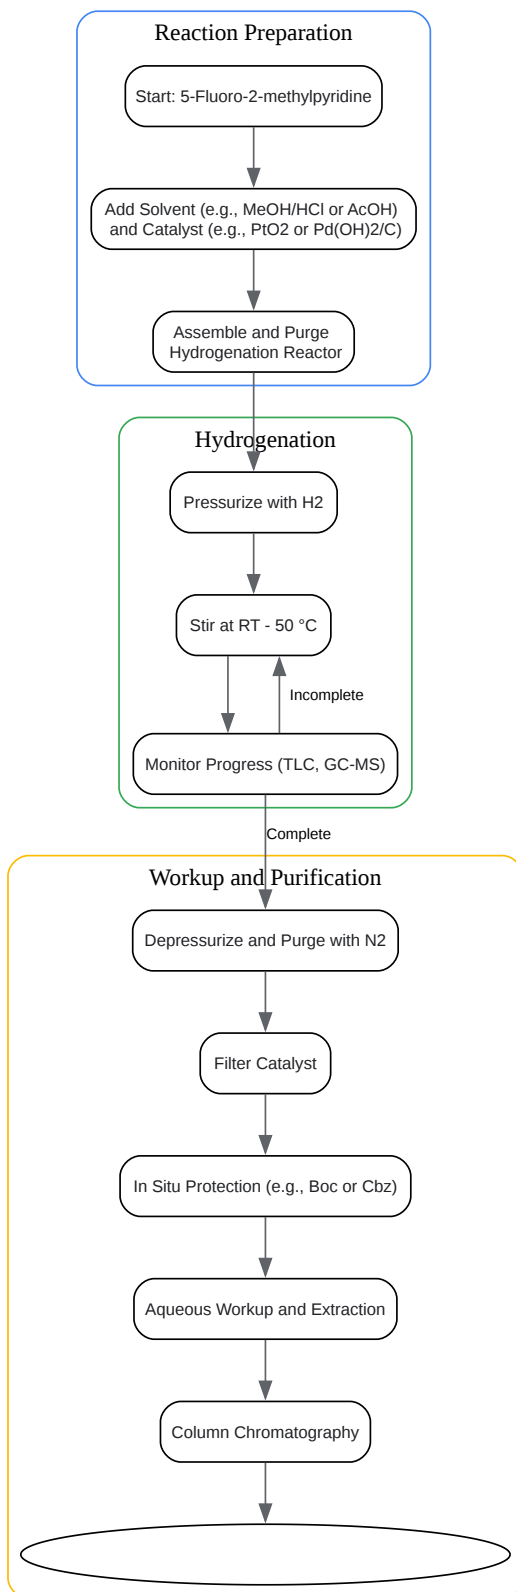 Reaction Preparation
Start: 5-Fluoro-2-methylpyridine
Add Solvent (e.g., MeOH/HCl or AcOH)
and Catalyst (e.g., PtO2 or Pd(OH)2/C)
Assemble and Purge
Hydrogenation Reactor
Hydrogenation
Pressurize with H2
Stir at RT - 50 °C
Incomplete
Monitor Progress (TLC, GC-MS)
Complete
Workup and Purification
Depressurize and Purge with N2
Filter Catalyst
In Situ Protection (e.g., Boc or Cbz)
Aqueous Workup and Extraction
Column Chromatography